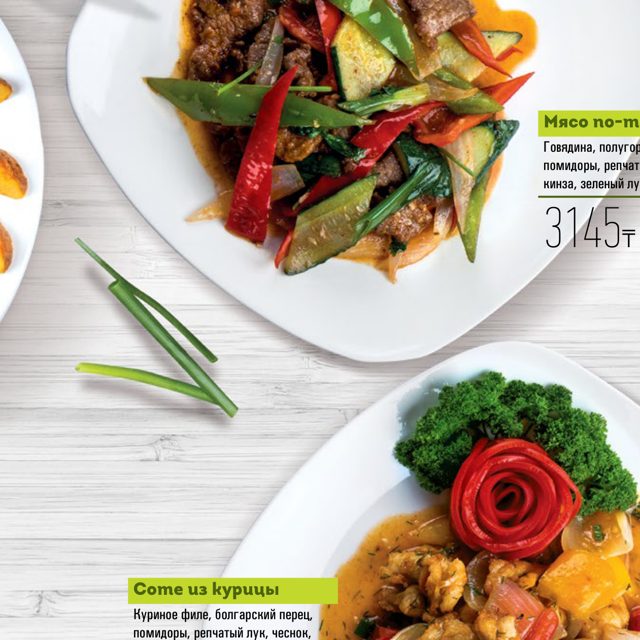 Мясо по-т
Говядина, полугор
помидоры, репчат
кинза, зеленый лу
3145₸
Соте из курицы
Куриное филе, болгарский перец,
помидоры, репчатый лук, чеснок,